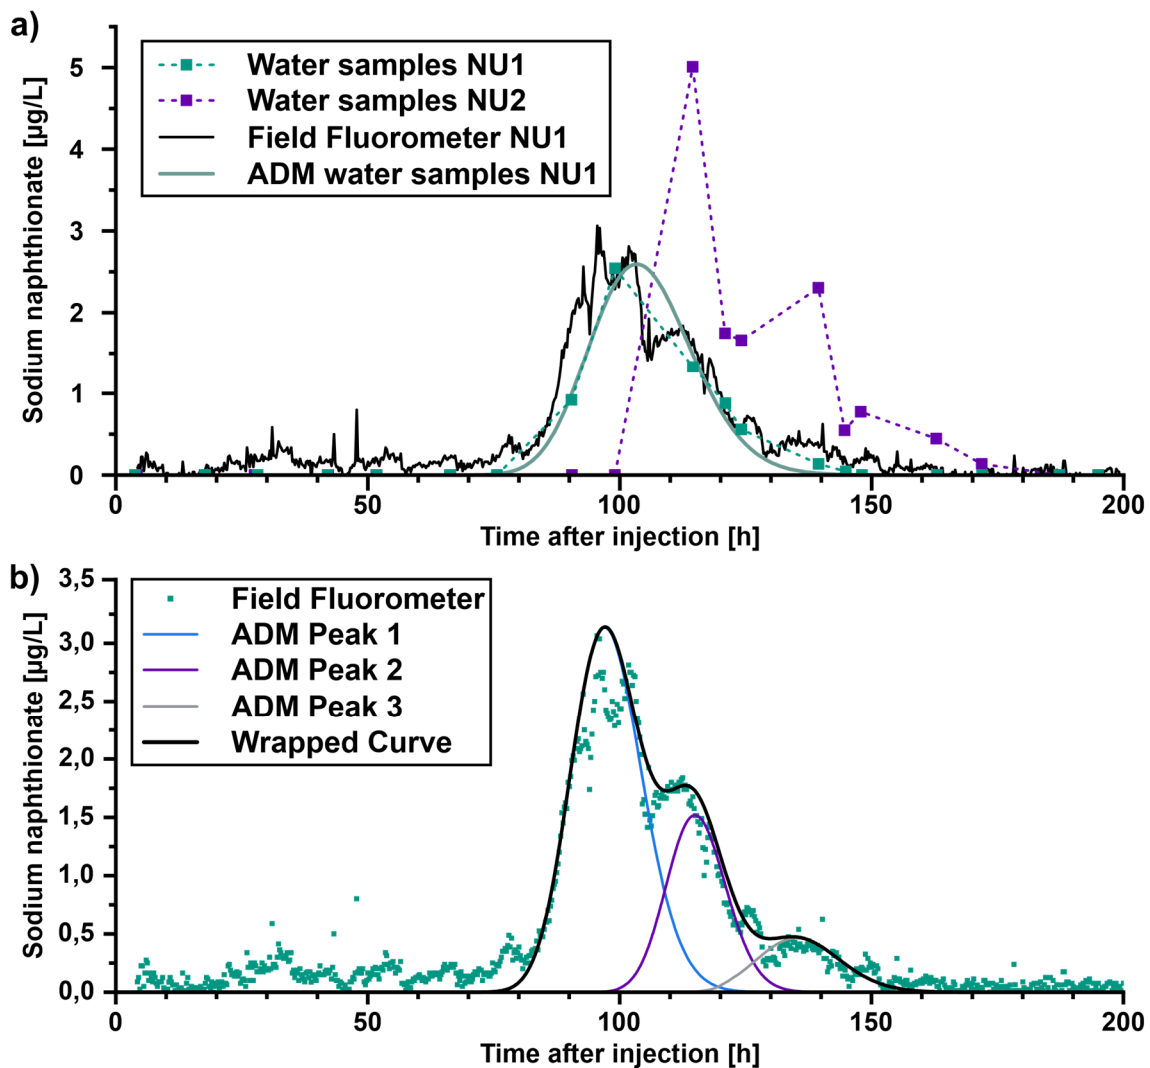 a)
Sodium naphthionate [µg/L]
5
4
3
2
1
0
Water samples NU1
Water samples NU2
Field Fluorometer NU1
ADM water samples NU1
0 50 100 150 200
Time after injection [h]
b)
Sodium naphthionate [µg/L]
3,5
3,0
2,5
2,0
1,5
1,0
0,5
0,0
Field Fluorometer
ADM Peak 1
ADM Peak 2
ADM Peak 3
Wrapped Curve
0 50 100 150 200
Time after injection [h]